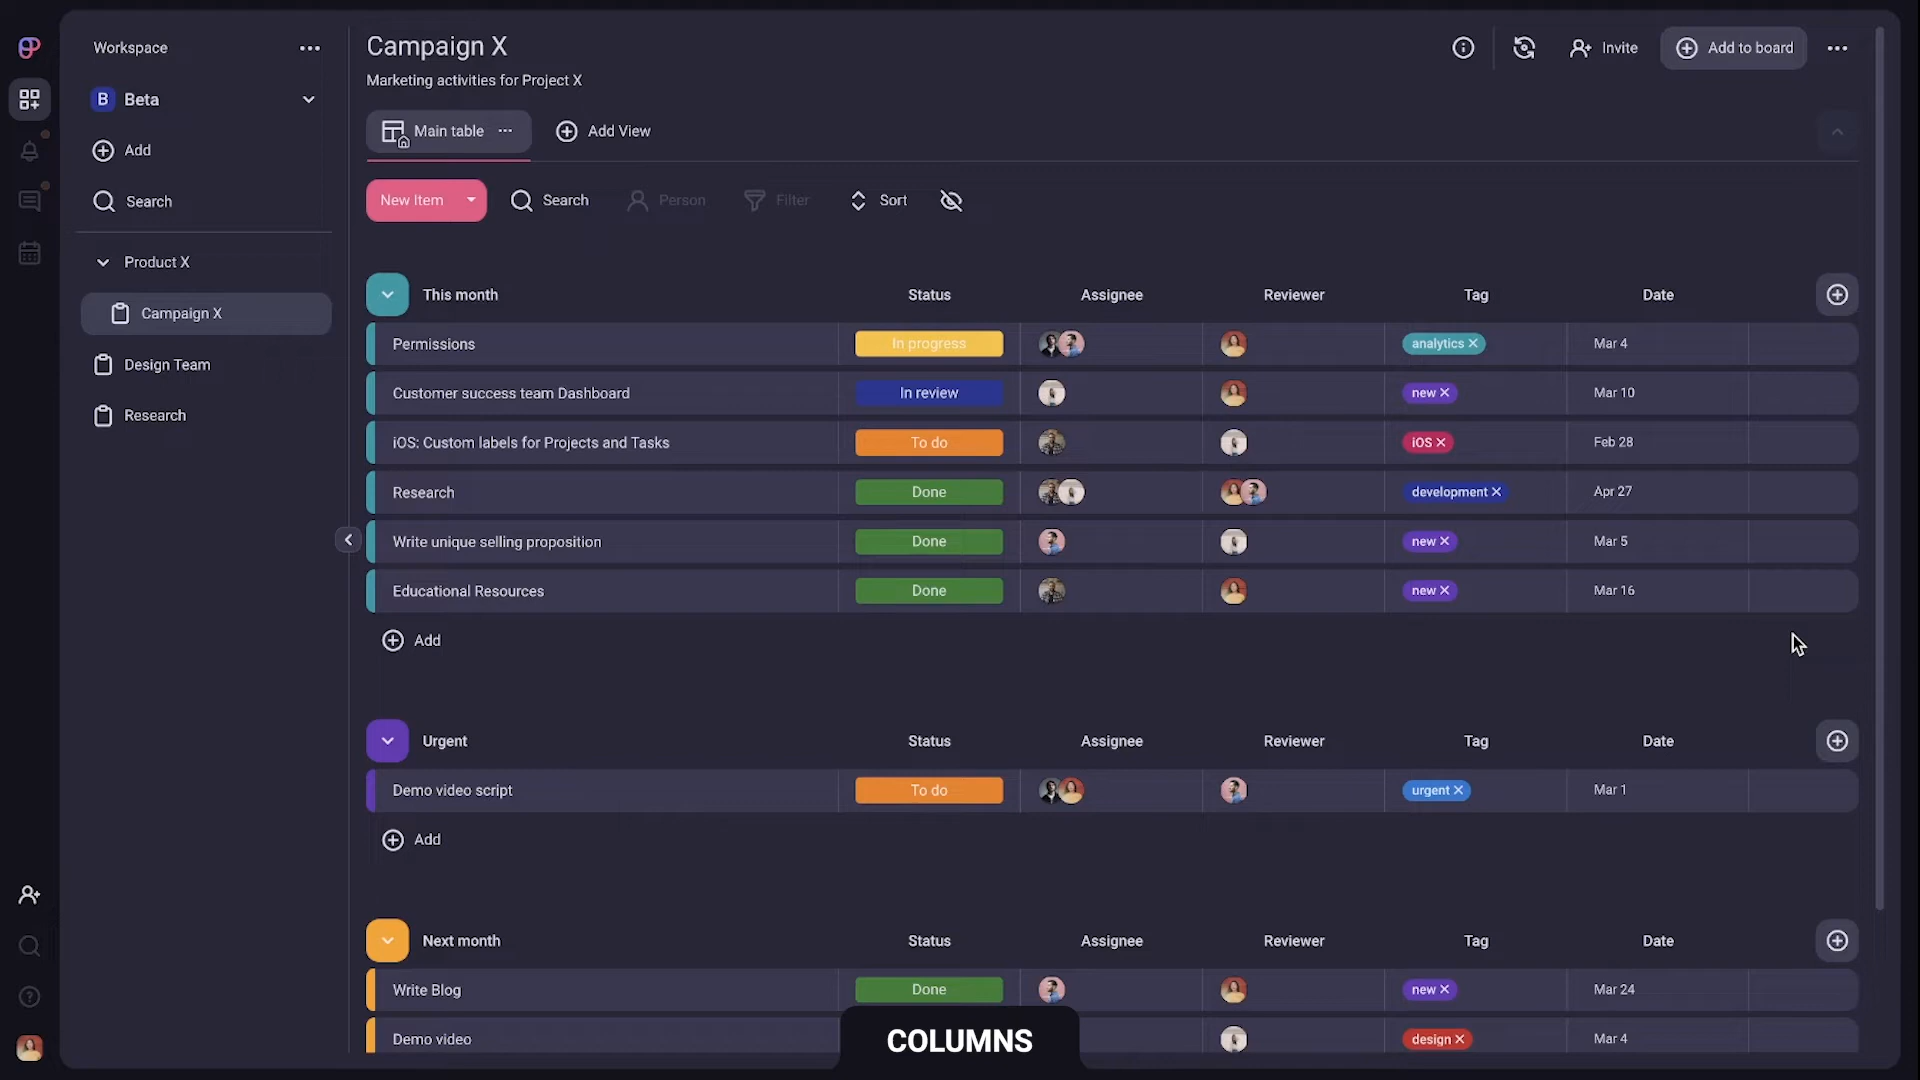 Workspace
B Beta
Add
Search
Product X
Campaign X
Design Team
Research
Campaign X
Marketing activities for Project X
Main table
Add View
Invite
Add to board
New Item
Search
Person
Filter
Sort
This month Status Assignee Reviewer Tag Date
Permissions In progress analytics Mar 4
Customer success team Dashboard In review new Mar 10
iOS: Custom labels for Projects and Tasks To do iOS Feb 28
Research Done development Apr 27
Write unique selling proposition Done new Mar 5
Educational Resources Done new Mar 16
Add
Urgent Status Assignee Reviewer Tag Date
Demo video script To do urgent Mar 1
Add
Next month Status Assignee Reviewer Tag Date
Write Blog Done new Mar 24
Demo video design Mar 4
COLUMNS